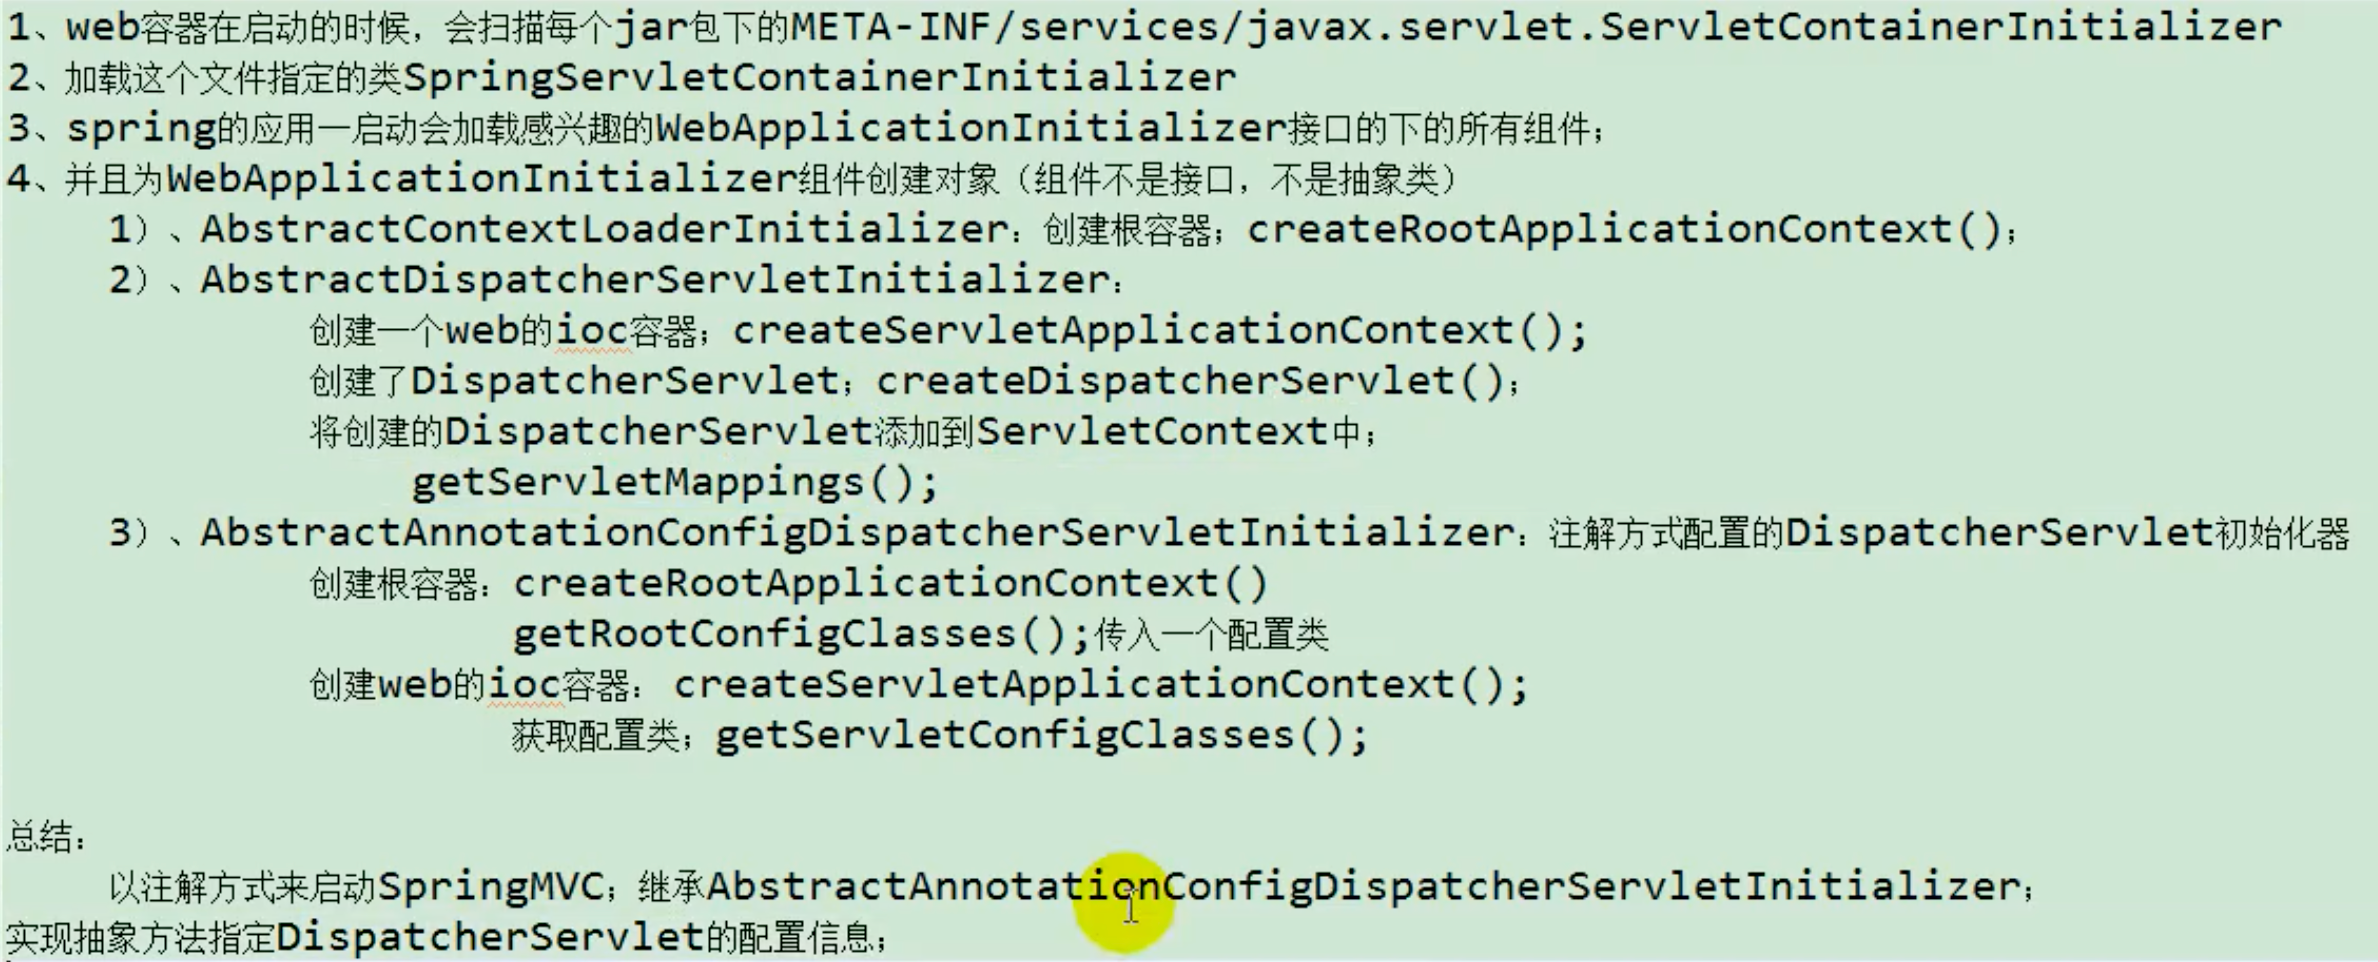 1、web容器在启动的时候，会扫描每个jar包下的META-INF/services/javax.servlet.ServletContainerInitializer
2、加载这个文件指定的类SpringServletContainerInitializer
3、spring的应用一启动会加载感兴趣的WebApplicationInitializer接口的下的所有组件；
4、并且为WebApplicationInitializer组件创建对象（组件不是接口，不是抽象类）
1）、AbstractContextLoaderInitializer：创建根容器；createRootApplicationContext()；
2）、AbstractDispatcherServletInitializer：
创建一个web的ioc容器；createServletApplicationContext();
创建了DispatcherServlet；createDispatcherServlet()；
将创建的DispatcherServlet添加到ServletContext中；
getServletMappings();
3）、AbstractAnnotationConfigDispatcherServletInitializer：注解方式配置的DispatcherServlet初始化器
创建根容器：createRootApplicationContext()
getRootConfigClasses();传入一个配置类
创建web的ioc容器： createServletApplicationContext();
获取配置类；getServletConfigClasses();
总结：
以注解方式来启动SpringMVC；继承AbstractAnnotationConfigDispatcherServletInitializer；
实现抽象方法指定DispatcherServlet的配置信息；